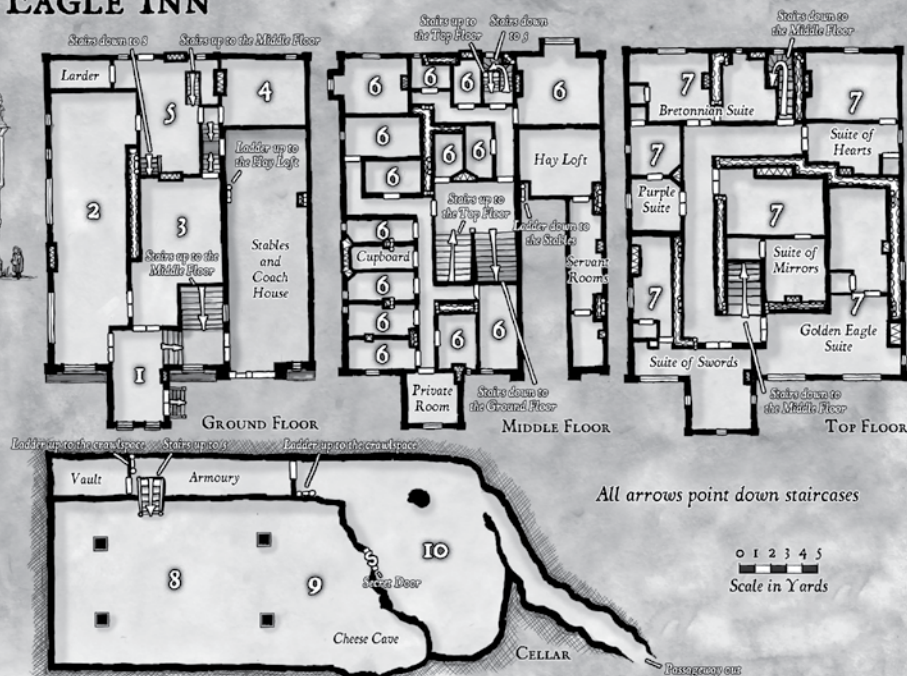 EAGLE INN
Stairs down to 8
Stairs up to the Middle Floor
Larder
5
4
Ladder up to
the Hay Loft
2
3
Stairs up to the
Middle Floor
Stables
and
Coach
House
1
GROUND FLOOR
Stairs up to
the Top Floor
Stairs down
to 5
6
6
6
6
6
6
6
6
Hay Loft
Stairs up to
the Top Floor
Ladder down to
the Stables
6
Cupboard
6
6
6
6
6
Servant
Rooms
Private
Room
Stairs down to
the Ground Floor
MIDDLE FLOOR
Stairs down to
the Middle Floor
7
Bretonnian Suite
7
7
Suite of
Hearts
Purple
Suite
7
Suite of
Mirrors
7
7
Golden Eagle
Suite
Suite of Swords
Stairs down to
the Middle Floor
TOP FLOOR
Ladder up to the crawlspace
Stairs up to 5
Ladder up to the crawlspace
Vault
Armoury
8
9
10
S
Secret Door
Cheese Cave
CELLAR
Passageway out
All arrows point down staircases
0 1 2 3 4 5
Scale in Yards